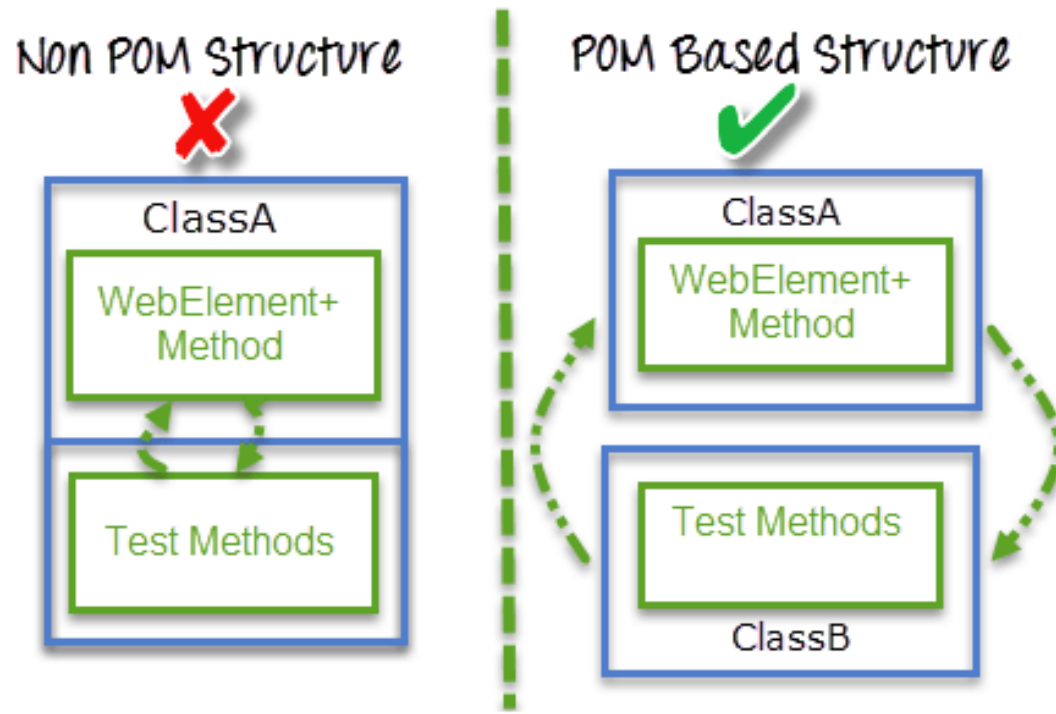 Non POM Structure
ClassA
WebElement+
Method
Test Methods
POM Based Structure
ClassA
WebElement+
Method
Test Methods
ClassB